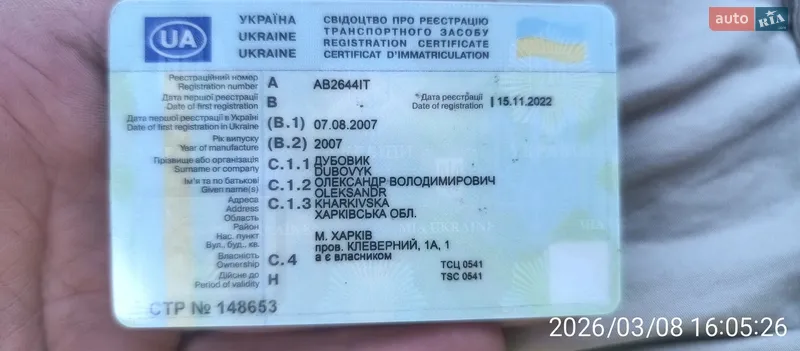 auto RIA
UA
УКРАЇНА
UKRAINE
UKRAINE
СВІДОЦТВО ПРО РЕЄСТРАЦІЮ
ТРАНСПОРТНОГО ЗАСОБУ
REGISTRATION CERTIFICATE
CERTIFICAT D'IMMATRICULATION
Реєстраційний номер A AB2644IT
Registration number
Дата першої реєстрації B Дата реєстрації 15.11.2022
Date of first registration Date of registration
Дата першої реєстрації в Україні (B.1) 07.08.2007
Date of first registration in Ukraine
Рік випуску (B.2) 2007
Year of manufacture
Прізвище або організація C.1.1 ДУБОВИК
Surname or company DUBOVYK
Ім'я та по батькові C.1.2 ОЛЕКСАНДР ВОЛОДИМИРОВИЧ
Given name(s) OLEKSANDR
Адреса C.1.3 KHARKIVSKA
Address ХАРКІВСЬКА ОБЛ.
Область
Район
Нас. пункт М. ХАРКІВ
Вул., буд., кв. пров. КЛЕВЕРНИЙ, 1А, 1
Власність C.4 а є власником ТСЦ 0541
Ownership
Дійсне до H TSC 0541
Period of validity
СТР № 148653
2026/03/08 16:05:26